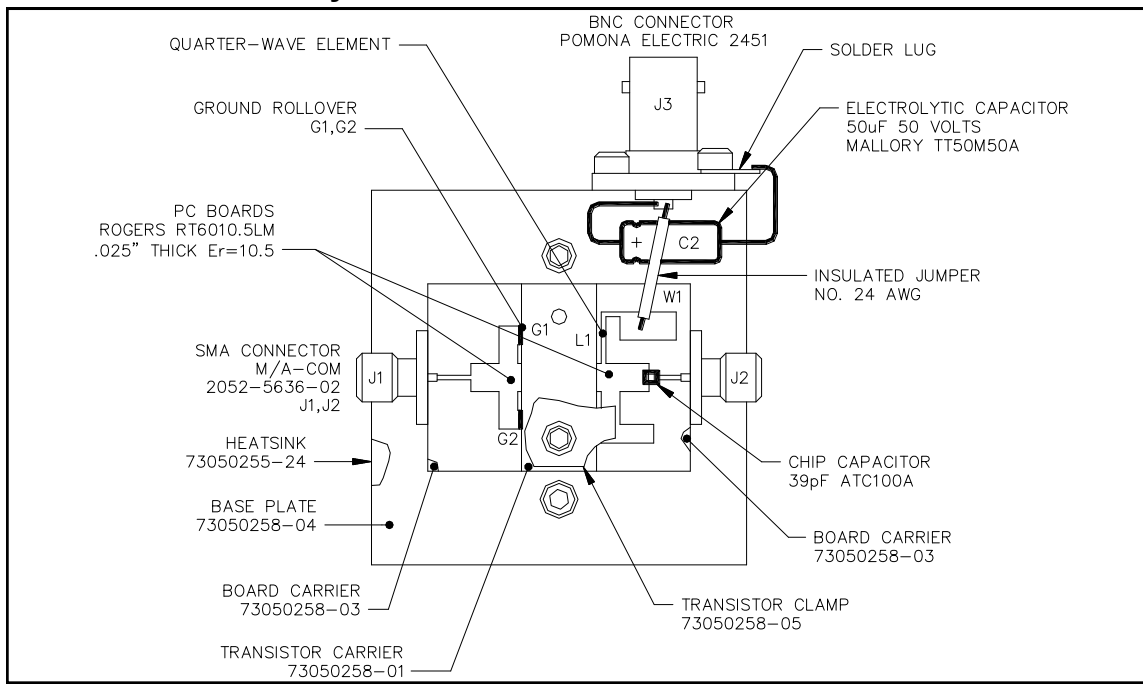 BNC CONNECTOR
POMONA ELECTRIC 2451
QUARTER-WAVE ELEMENT
SOLDER LUG
GROUND ROLLOVER
G1,G2
J3
ELECTROLYTIC CAPACITOR
50uF 50 VOLTS
MALLORY TT50M50A
PC BOARDS
ROGERS RT6010.5LM
.025" THICK Er=10.5
+ C2
INSULATED JUMPER
NO. 24 AWG
W1
G1
L1
SMA CONNECTOR
M/A-COM
2052-5636-02
J1,J2
J1
J2
G2
HEATSINK
73050255-24
CHIP CAPACITOR
39pF ATC100A
BASE PLATE
73050258-04
BOARD CARRIER
73050258-03
BOARD CARRIER
73050258-03
TRANSISTOR CLAMP
73050258-05
TRANSISTOR CARRIER
73050258-01